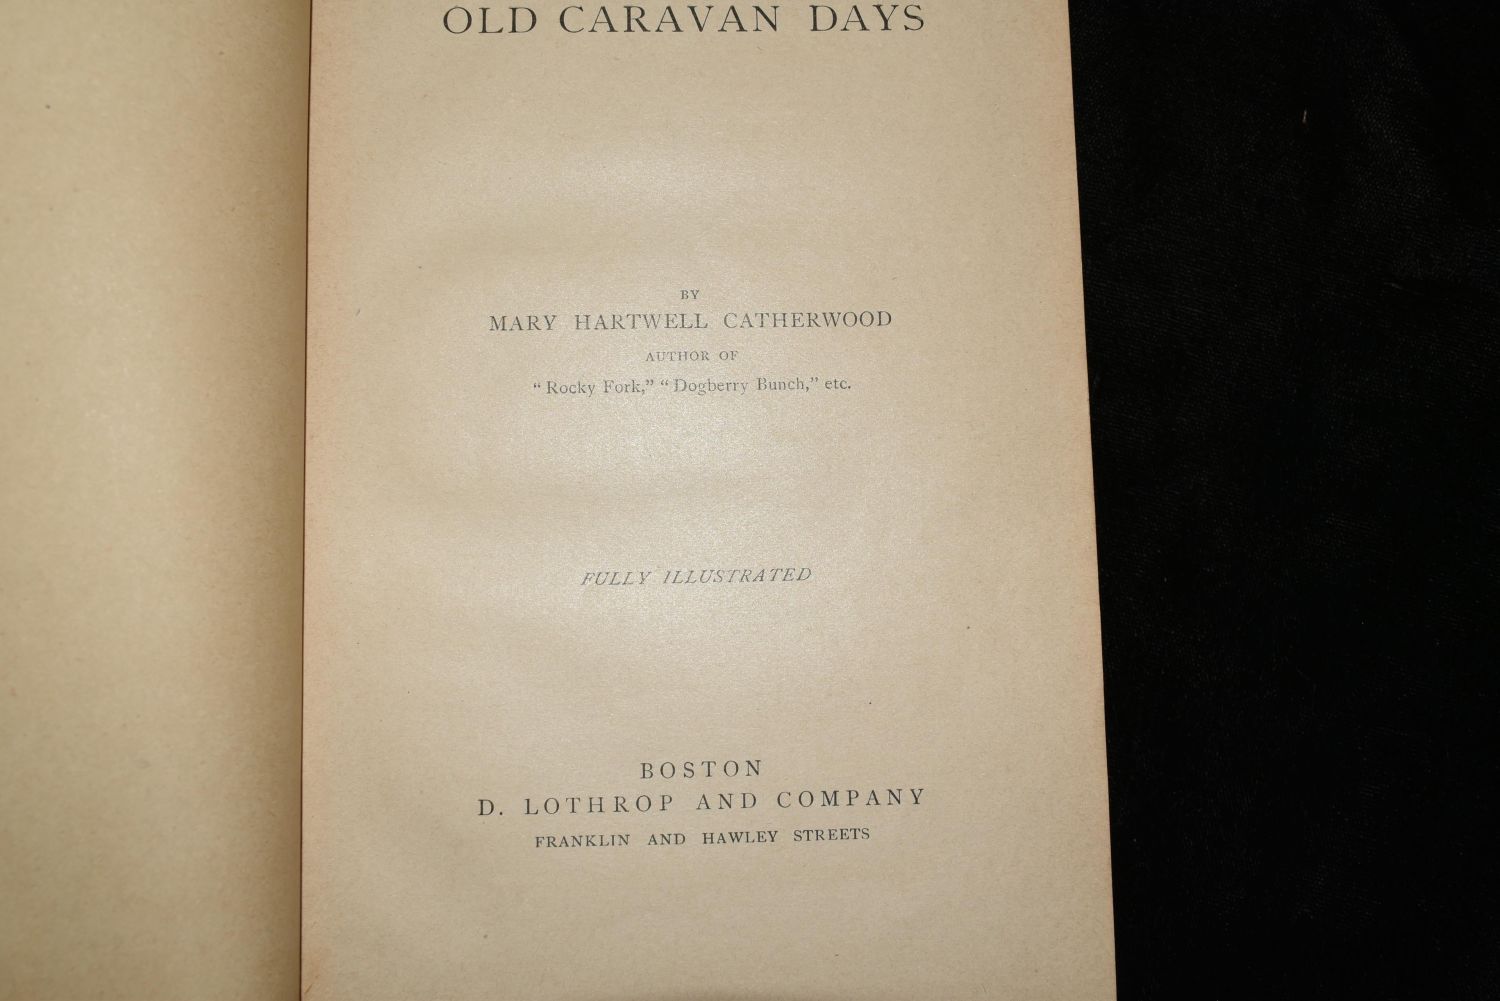 OLD CARAVAN DAYS
BY
MARY HARTWELL CATHERWOOD
AUTHOR OF
“Rocky Fork,” “Dogberry Bunch,” etc.
FULLY ILLUSTRATED
BOSTON
D. LOTHROP AND COMPANY
FRANKLIN AND HAWLEY STREETS